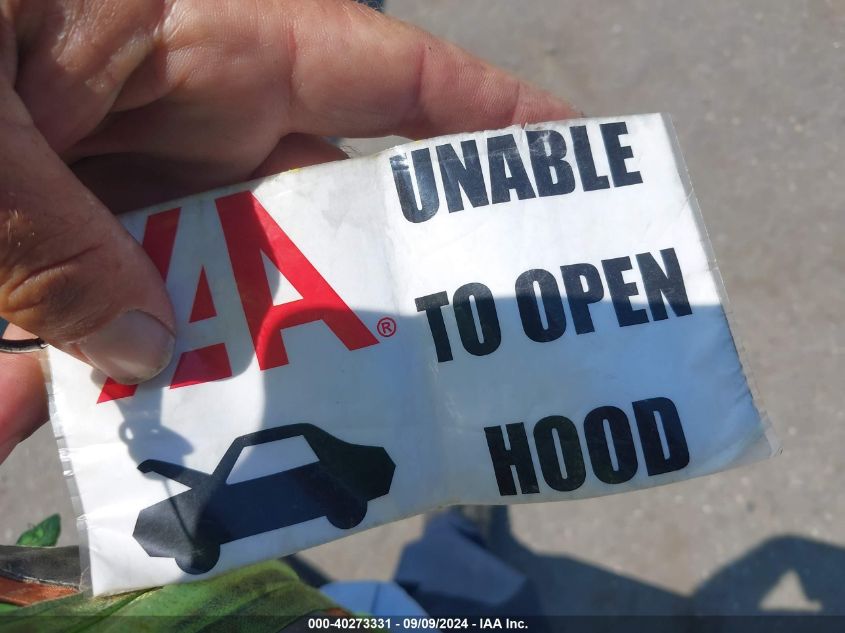 IAA®
UNABLE
TO OPEN
HOOD
000-40273331 - 09/09/2024 - IAA Inc.